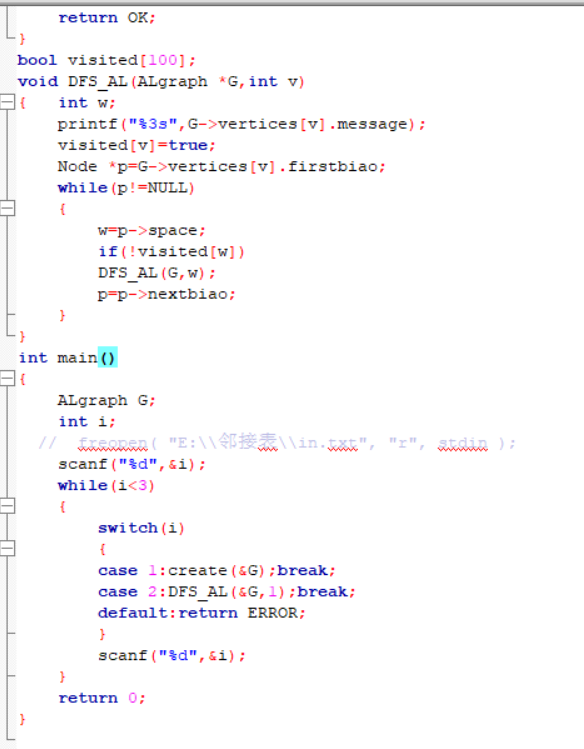 return OK;
}
bool visited[100];
void DFS_AL(ALgraph *G,int v)
{ int w;
printf("%3s",G->vertices[v].message);
visited[v]=true;
Node *p=G->vertices[v].firstbiao;
while(p!=NULL)
{
w=p->space;
if(!visited[w])
DFS_AL(G,w);
p=p->nextbiao;
}
}
int main()
{
ALgraph G;
int i;
// freopen( "E:\\邻接表\\in.txt", "r", stdin );
scanf("%d",&i);
while(i<3)
{
switch(i)
{
case 1:create(&G);break;
case 2:DFS_AL(&G,1);break;
default:return ERROR;
}
scanf("%d",&i);
}
return 0;
}